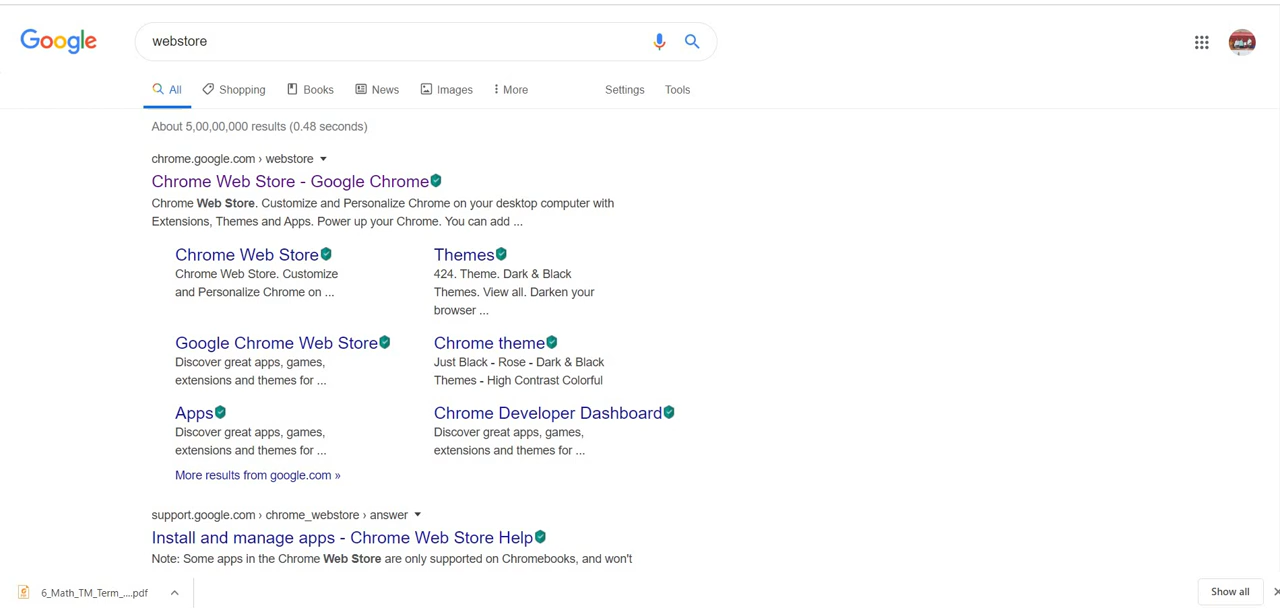 Google
webstore
All Shopping Books News Images More Settings Tools
About 5,00,00,000 results (0.48 seconds)
chrome.google.com › webstore
Chrome Web Store - Google Chrome
Chrome Web Store. Customize and Personalize Chrome on your desktop computer with
Extensions, Themes and Apps. Power up your Chrome. You can add ...
Chrome Web Store
Chrome Web Store. Customize
and Personalize Chrome on ...
Themes
424. Theme. Dark & Black
Themes. View all. Darken your
browser ...
Google Chrome Web Store
Discover great apps, games,
extensions and themes for ...
Chrome theme
Just Black - Rose - Dark & Black
Themes - High Contrast Colorful
Apps
Discover great apps, games,
extensions and themes for ...
Chrome Developer Dashboard
Discover great apps, games,
extensions and themes for ...
More results from google.com »
support.google.com › chrome_webstore › answer
Install and manage apps - Chrome Web Store Help
Note: Some apps in the Chrome Web Store are only supported on Chromebooks, and won't
6_Math_TM_Term_....pdf
Show all